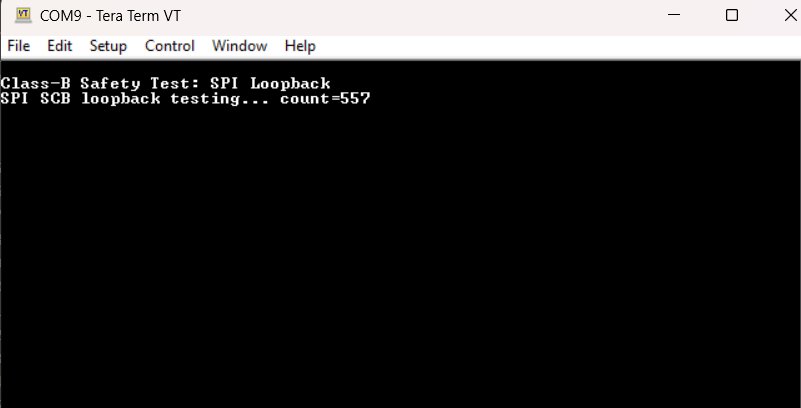 COM9 - Tera Term VT
File Edit Setup Control Window Help
Class-B Safety Test: SPI Loopback
SPI SCB loopback testing... count=557